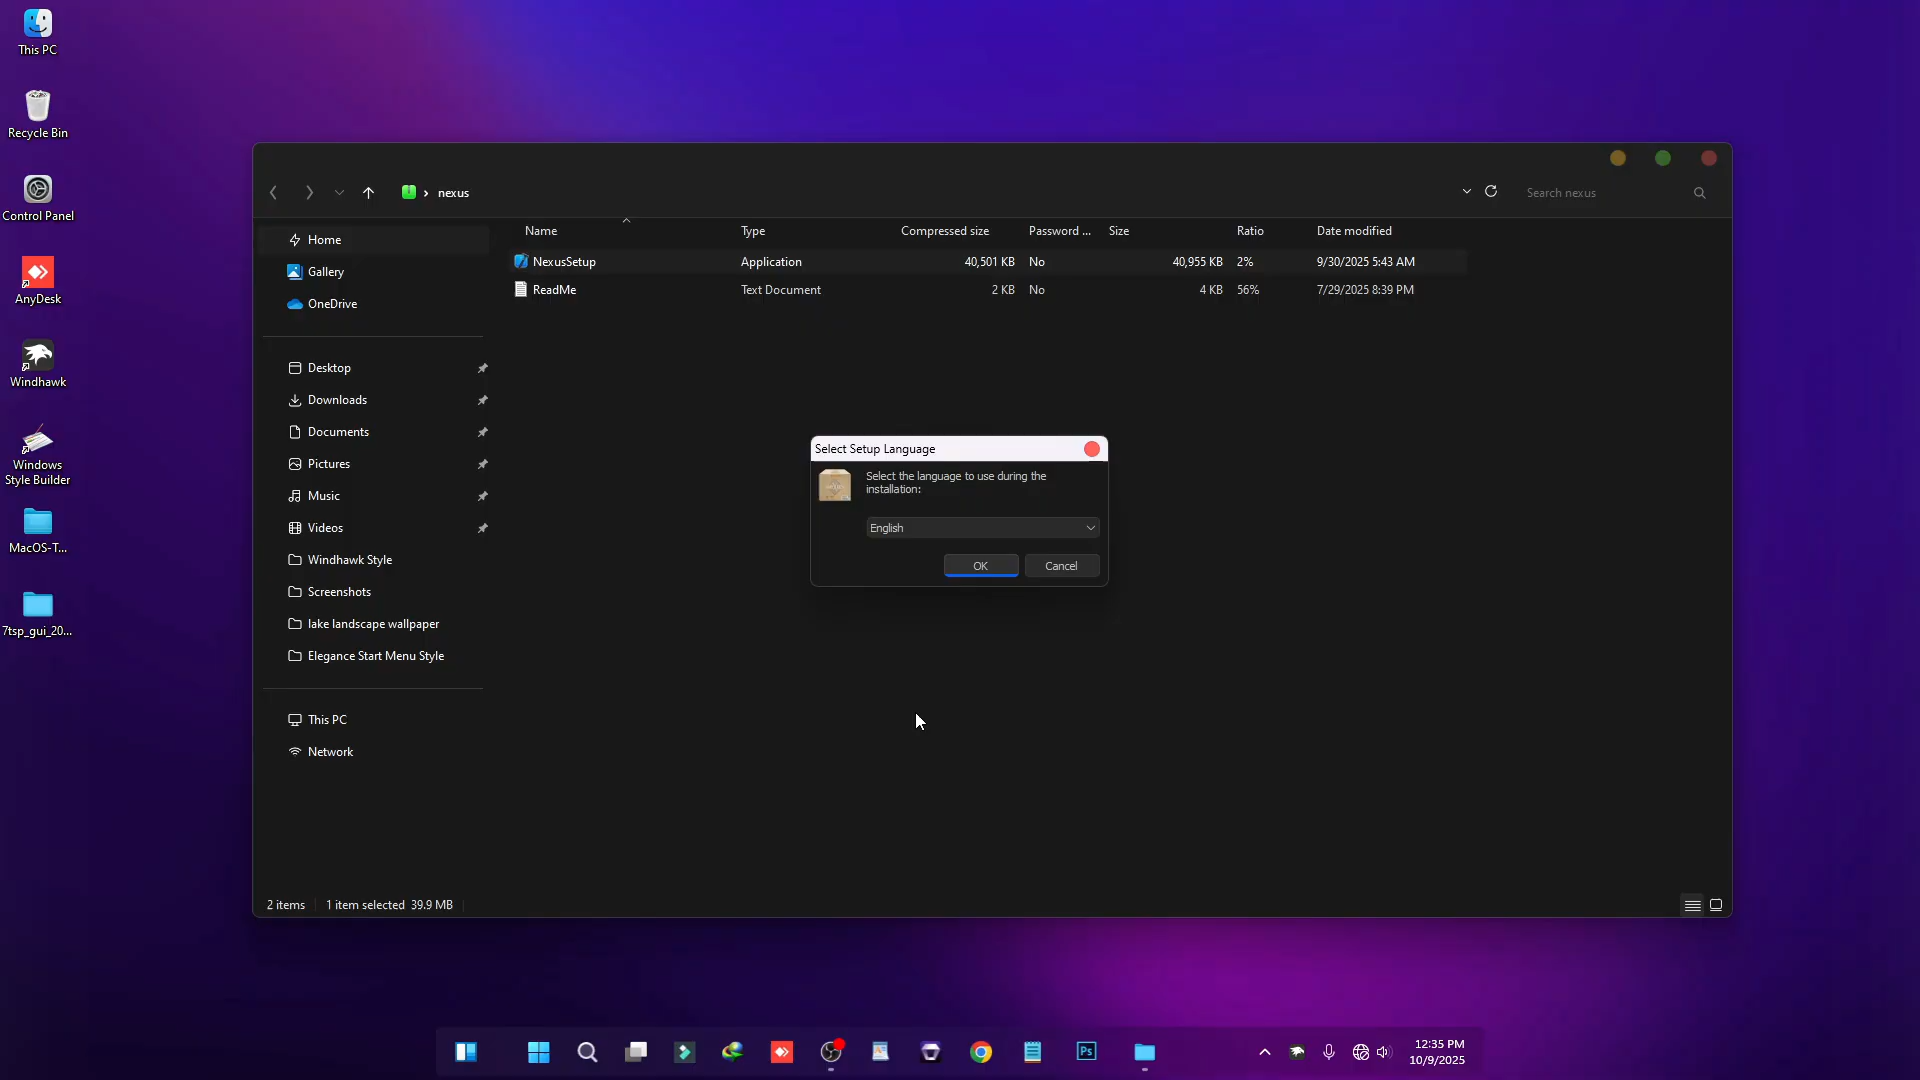 This PC
Recycle Bin
Control Panel
AnyDesk
Windhawk
Windows
Style Builder
MacOS-T...
7tsp_gui_20...
nexus
Search nexus
Home
Gallery
OneDrive
Desktop
Downloads
Documents
Pictures
Music
Videos
Windhawk Style
Screenshots
lake landscape wallpaper
Elegance Start Menu Style
This PC
Network
Name Type Compressed size Password ... Size Ratio Date modified
NexusSetup Application 40,501 KB No 40,955 KB 2% 9/30/2025 5:43 AM
ReadMe Text Document 2 KB No 4 KB 56% 7/29/2025 8:39 PM
Select Setup Language
Select the language to use during the
installation:
English
OK Cancel
2 items 1 item selected 39.9 MB
Ps
12:35 PM
10/9/2025